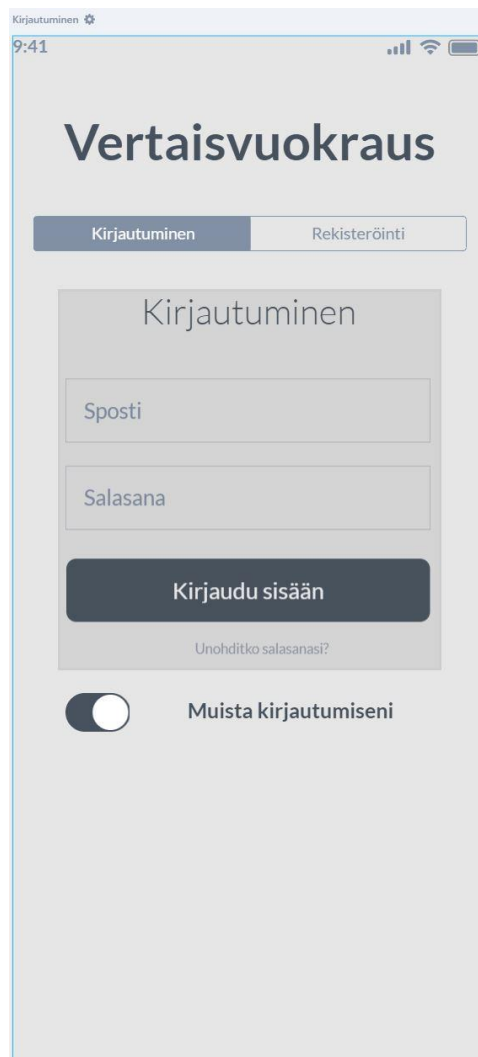 Kirjautuminen
9:41
Vertaisvuokraus
Kirjautuminen Rekisteröinti
Kirjautuminen
Sposti
Salasana
Kirjaudu sisään
Unohditko salasanasi?
Muista kirjautumiseni